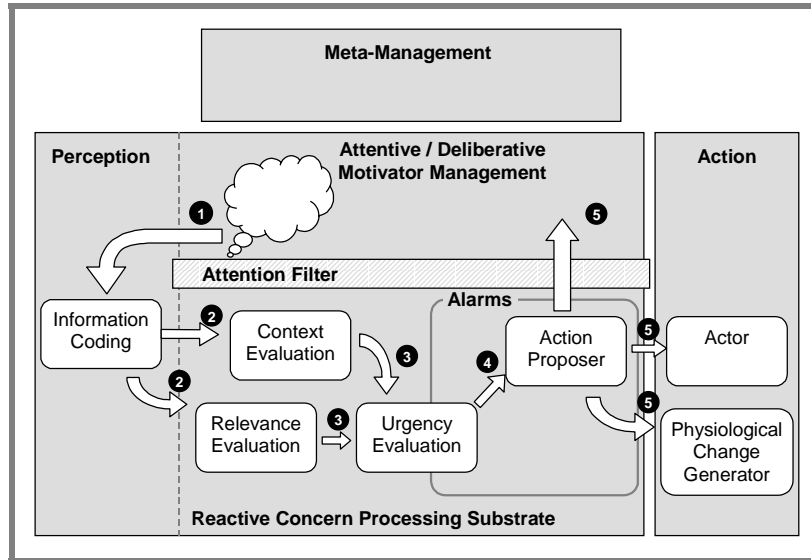 Meta-Management
Perception
Attentive / Deliberative
Motivator Management
Action
1
5
Attention Filter
Alarms
Information
Coding
2
Context
Evaluation
3
Action
Proposer
5
Actor
4
2
5
Relevance
Evaluation
3
Urgency
Evaluation
Physiological
Change
Generator
Reactive Concern Processing Substrate